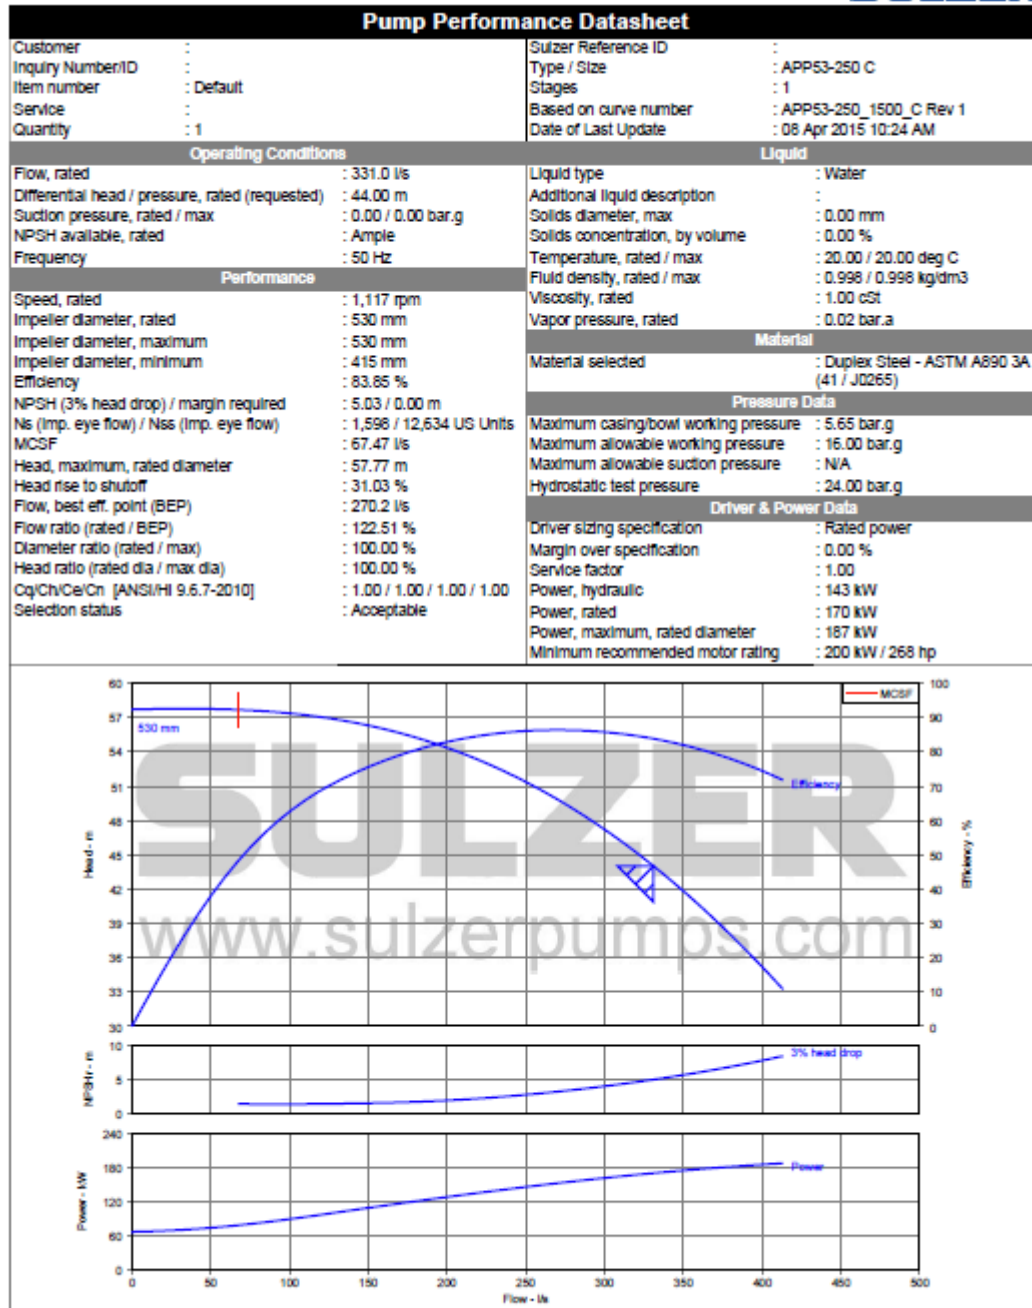 SULZER
Pump Performance Datasheet
Customer :
Inquiry Number/ID :
Item number : Default
Service :
Quantity : 1
Sulzer Reference ID :
Type / Size : APP53-250 C
Stages : 1
Based on curve number : APP53-250_1500_C Rev 1
Date of Last Update : 08 Apr 2015 10:24 AM
Operating Conditions
Flow, rated : 331.0 l/s
Differential head / pressure, rated (requested) : 44.00 m
Suction pressure, rated / max : 0.00 / 0.00 bar.g
NPSH available, rated : Ample
Frequency : 50 Hz
Performance
Speed, rated : 1,117 rpm
Impeller diameter, rated : 530 mm
Impeller diameter, maximum : 530 mm
Impeller diameter, minimum : 415 mm
Efficiency : 83.85 %
NPSH (3% head drop) / margin required : 5.03 / 0.00 m
Ns (imp. eye flow) / Nss (imp. eye flow) : 1,598 / 12,634 US Units
MCSF : 67.47 l/s
Head, maximum, rated diameter : 57.77 m
Head rise to shutoff : 31.03 %
Flow, best eff. point (BEP) : 270.2 l/s
Flow ratio (rated / BEP) : 122.51 %
Diameter ratio (rated / max) : 100.00 %
Head ratio (rated dia / max dia) : 100.00 %
Cq/Ch/Ce/Cn [ANSI/HI 9.6.7-2010] : 1.00 / 1.00 / 1.00 / 1.00
Selection status : Acceptable
Liquid
Liquid type : Water
Additional liquid description :
Solids diameter, max : 0.00 mm
Solids concentration, by volume : 0.00 %
Temperature, rated / max : 20.00 / 20.00 deg C
Fluid density, rated / max : 0.998 / 0.998 kg/dm3
Viscosity, rated : 1.00 cSt
Vapor pressure, rated : 0.02 bar.a
Material
Material selected : Duplex Steel - ASTM A890 3A
(41 / J0265)
Pressure Data
Maximum casing/bowl working pressure : 5.65 bar.g
Maximum allowable working pressure : 16.00 bar.g
Maximum allowable suction pressure : N/A
Hydrostatic test pressure : 24.00 bar.g
Driver & Power Data
Driver sizing specification : Rated power
Margin over specification : 0.00 %
Service factor : 1.00
Power, hydraulic : 143 kW
Power, rated : 170 kW
Power, maximum, rated diameter : 187 kW
Minimum recommended motor rating : 200 kW / 268 hp
MCSF
530 mm
SULZER
www.sulzerpumps.com
Efficiency
Head - m
60
57
54
51
48
45
42
39
36
33
30
Efficiency - %
100
90
80
70
60
50
40
30
20
10
0
NPSHr - m
10
5
0
3% head drop
Power - kW
240
180
120
60
0
Power
0 50 100 150 200 250 300 350 400 450 500
Flow - l/s